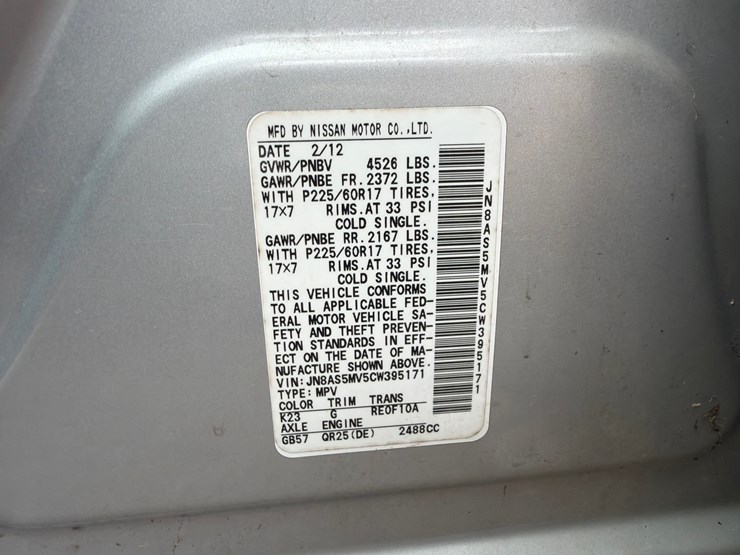 MFD BY NISSAN MOTOR CO.,LTD.
DATE 2/12
GVWR/PNBV 4526 LBS.
GAWR/PNBE FR. 2372 LBS.
WITH P225/60R17 TIRES,
17×7 RIMS.AT 33 PSI
COLD SINGLE.
GAWR/PNBE RR. 2167 LBS.
WITH P225/60R17 TIRES,
17×7 RIMS.AT 33 PSI
COLD SINGLE.
THIS VEHICLE CONFORMS
TO ALL APPLICABLE FED-
ERAL MOTOR VEHICLE SA-
FETY AND THEFT PREVEN-
TION STANDARDS IN EFF-
ECT ON THE DATE OF MA-
NUFACTURE SHOWN ABOVE.
VIN:JN8AS5MV5CW395171
TYPE:MPV
COLOR TRIM TRANS
K23 G RE0F10A
AXLE ENGINE
GB57 QR25(DE) 2488CC
JN8AS5MV5CW395171